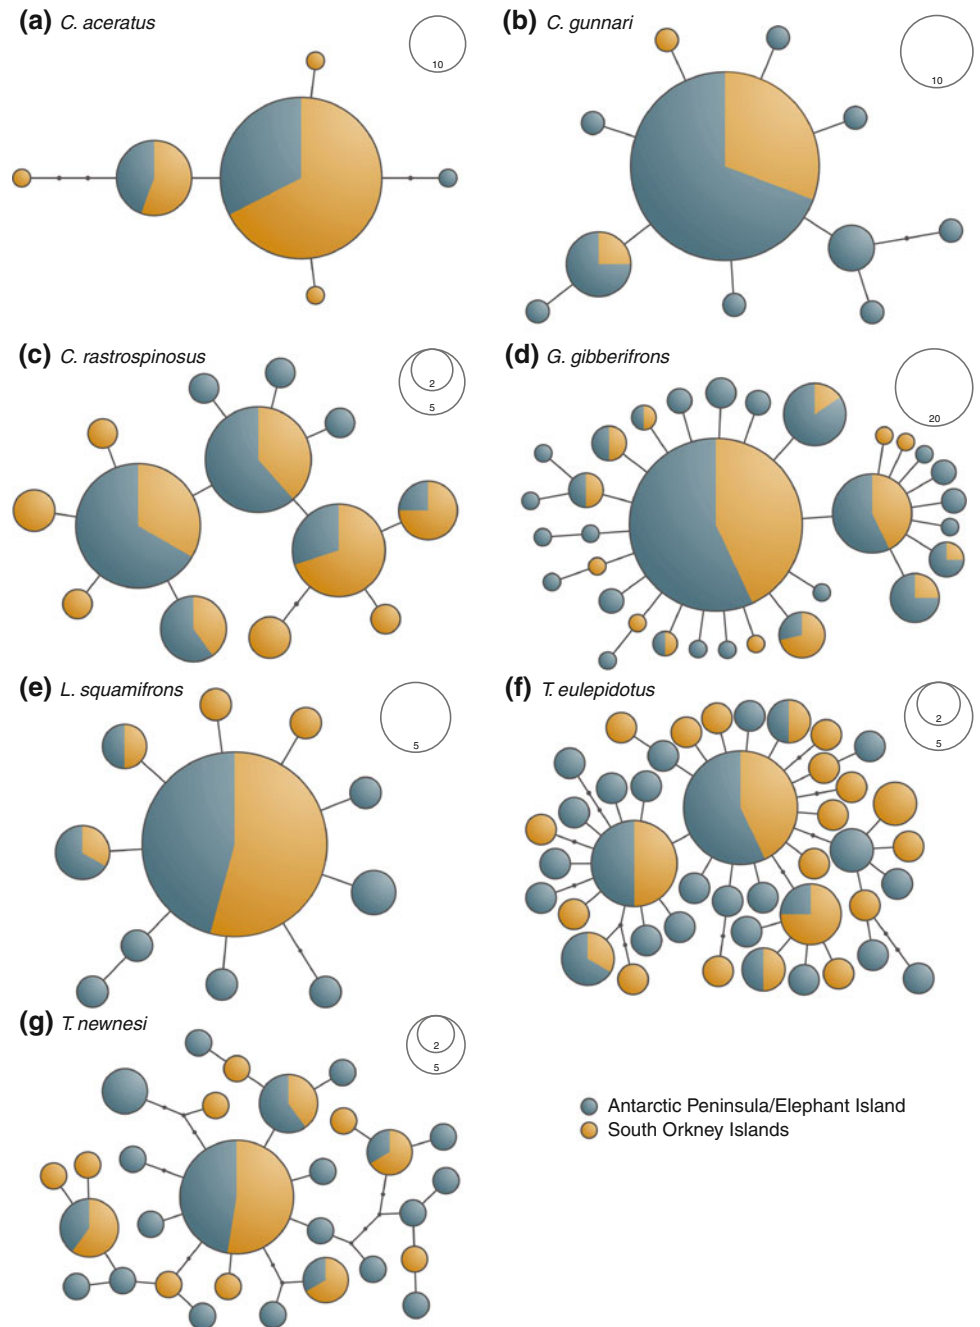 (a) C. aceratus
10
(b) C. gunnari
10
(c) C. rastrospinosus
2
5
(d) G. gibberifrons
20
(e) L. squamifrons
5
(f) T. eulepidotus
2
5
(g) T. newnesi
2
5
Antarctic Peninsula/Elephant Island
South Orkney Islands